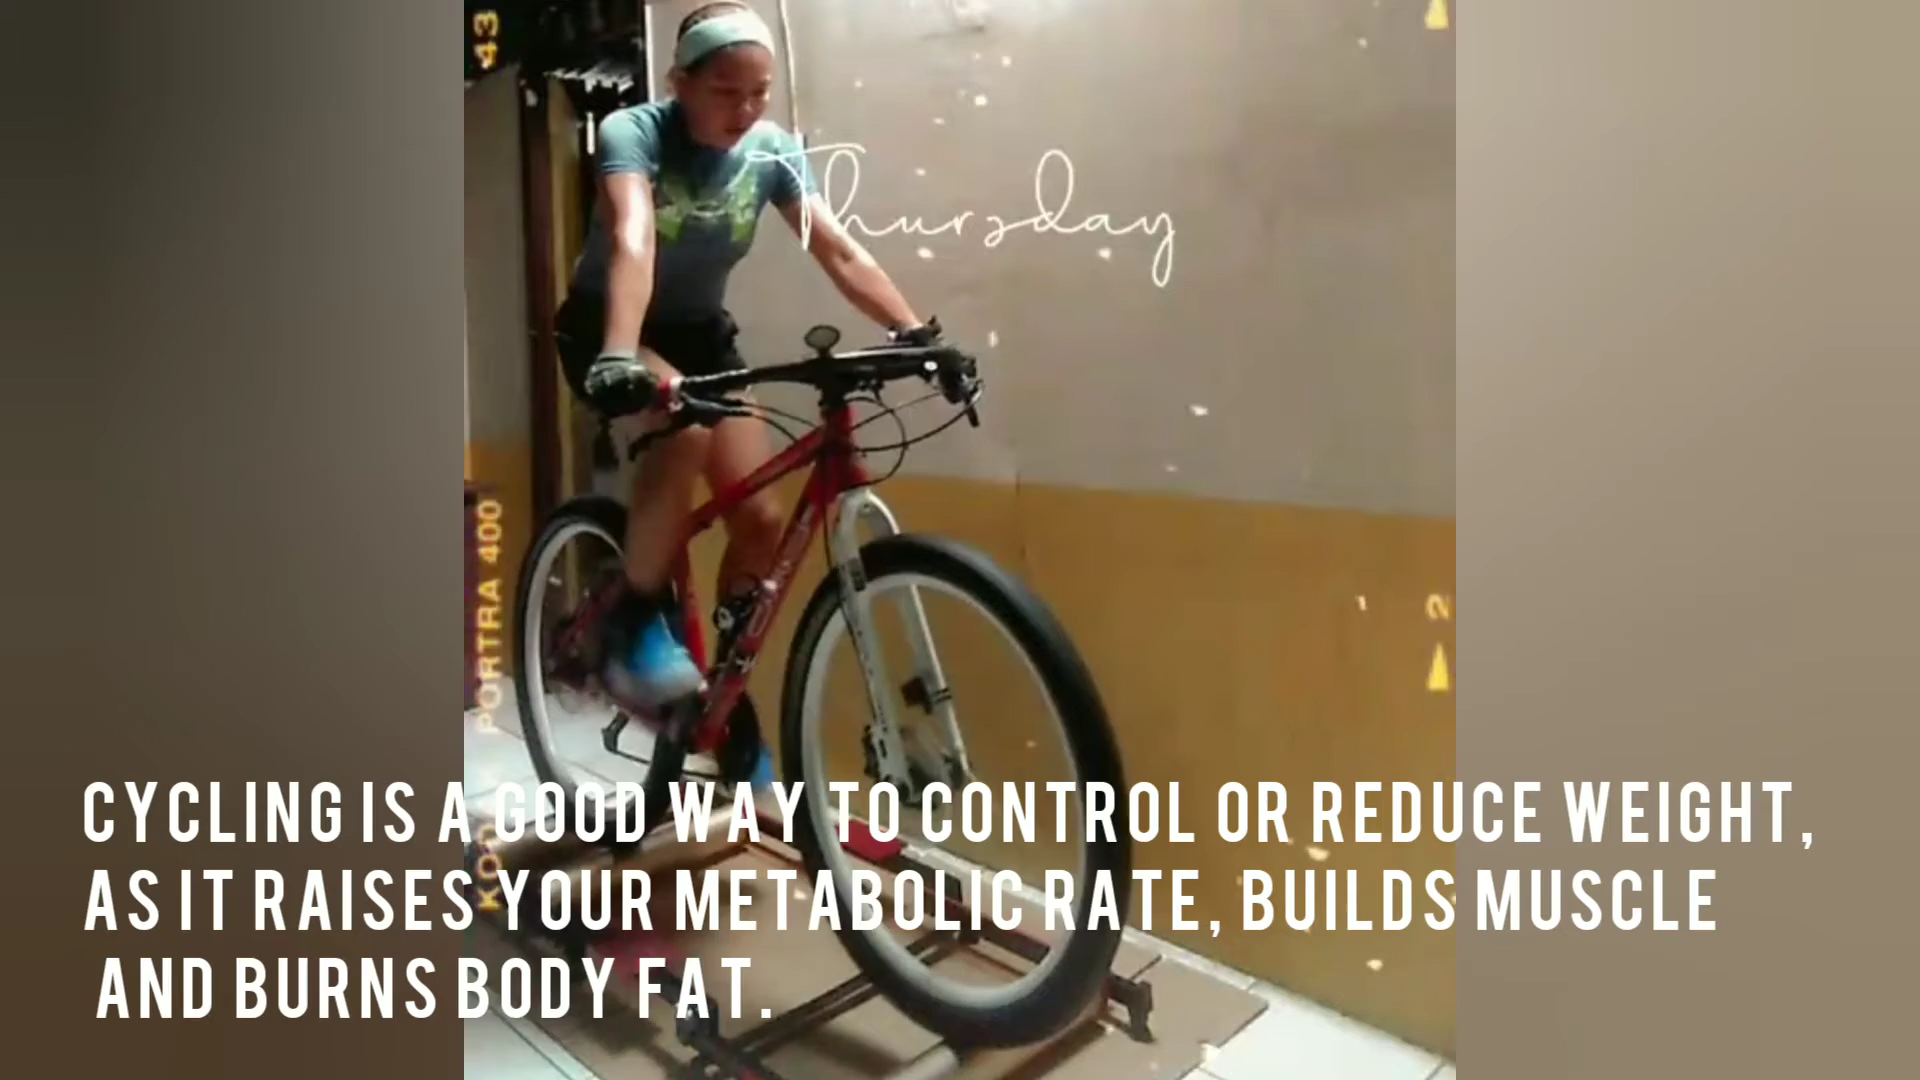 43
Thursday
PORTRA 400
2
CYCLING IS A GOOD WAY TO CONTROL OR REDUCE WEIGHT,
AS IT RAISES YOUR METABOLIC RATE, BUILDS MUSCLE
AND BURNS BODY FAT.